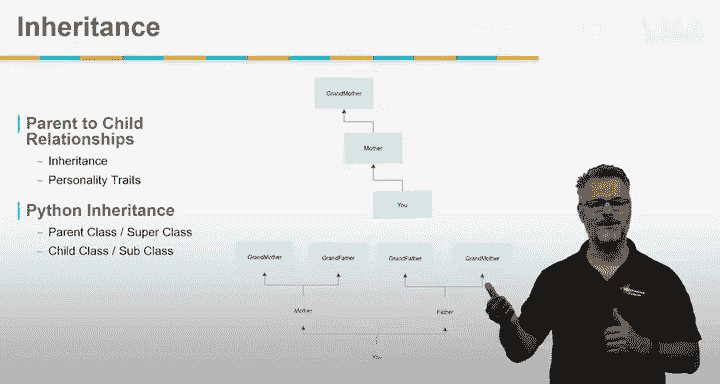 Inheritance
Parent to Child
Relationships
– Inheritance
– Personality Traits
Python Inheritance
– Parent Class / Super Class
– Child Class / Sub Class
GrandMother
Mother
You
GrandMother
GrandFather
GrandFather
GrandMother
Mother
Father
You